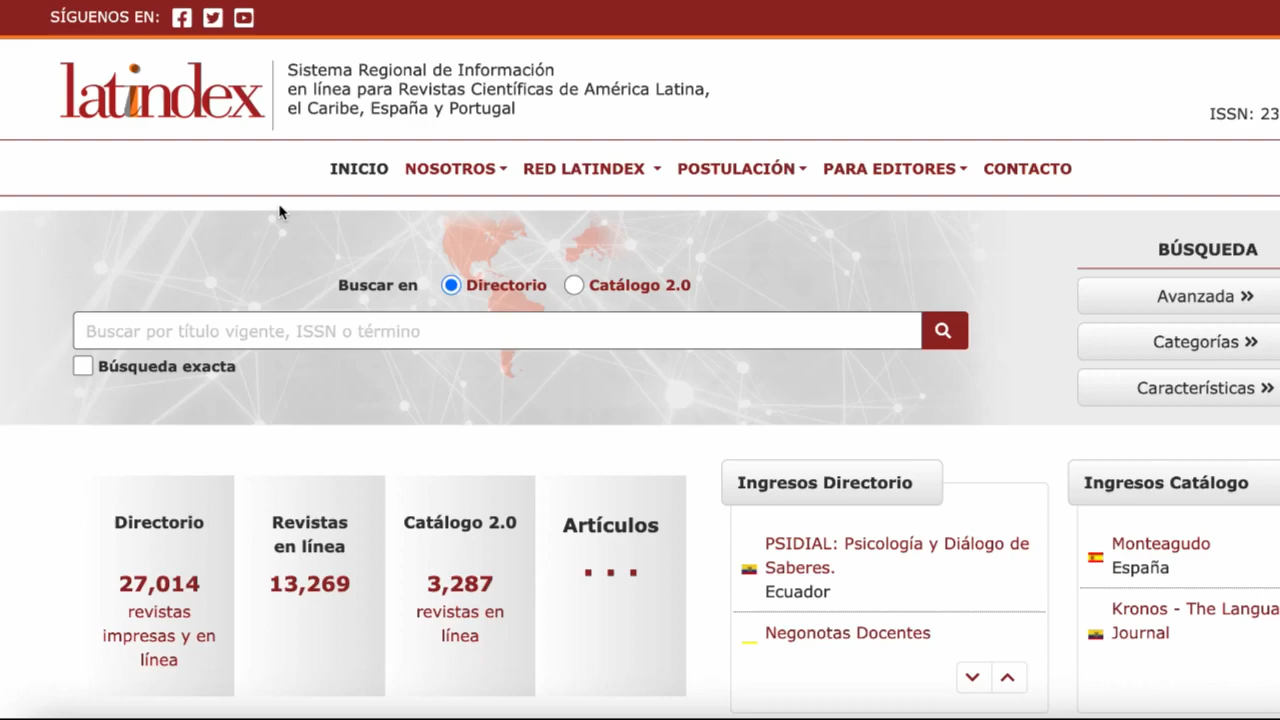 SÍGUENOS EN:
latindex
Sistema Regional de Información
en línea para Revistas Científicas de América Latina,
el Caribe, España y Portugal
ISSN: 23
INICIO NOSOTROS RED LATINDEX POSTULACIÓN PARA EDITORES CONTACTO
BÚSQUEDA
Buscar en Directorio Catálogo 2.0
Avanzada »
Buscar por título vigente, ISSN o término
Categorías »
Búsqueda exacta
Características »
Ingresos Directorio
Ingresos Catálogo
Directorio
27,014
revistas
impresas y en
línea
Revistas
en línea
13,269
Catálogo 2.0
3,287
revistas en
línea
Artículos
...
PSIDIAL: Psicología y Diálogo de
Saberes.
Ecuador
Negonotas Docentes
Monteagudo
España
Kronos - The Langua
Journal